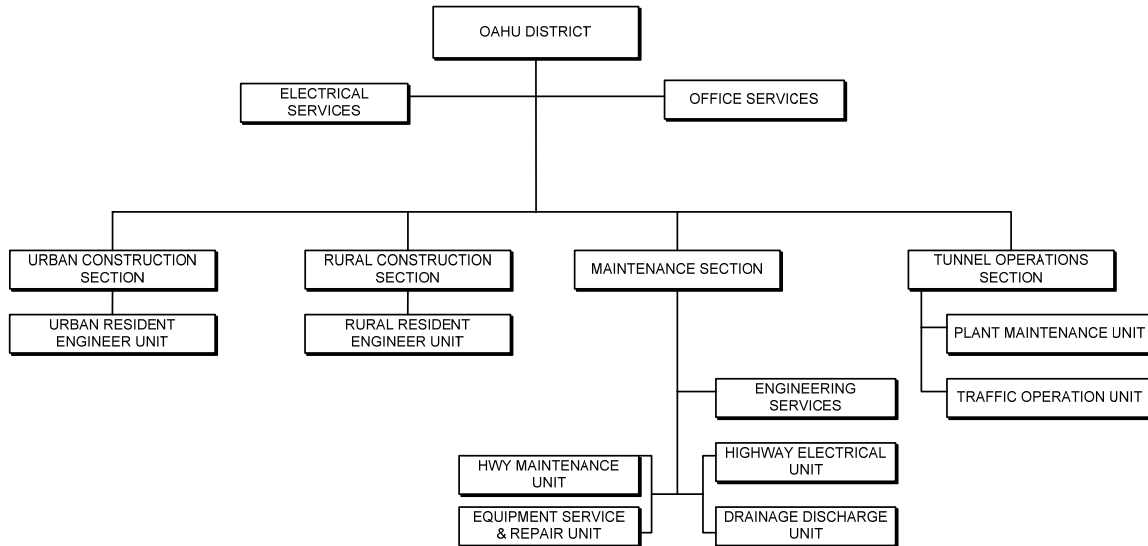 OAHU DISTRICT
ELECTRICAL
SERVICES
OFFICE SERVICES
URBAN CONSTRUCTION
SECTION
RURAL CONSTRUCTION
SECTION
MAINTENANCE SECTION
TUNNEL OPERATIONS
SECTION
URBAN RESIDENT
ENGINEER UNIT
RURAL RESIDENT
ENGINEER UNIT
PLANT MAINTENANCE UNIT
ENGINEERING
SERVICES
TRAFFIC OPERATION UNIT
HWY MAINTENANCE
UNIT
HIGHWAY ELECTRICAL
UNIT
EQUIPMENT SERVICE
& REPAIR UNIT
DRAINAGE DISCHARGE
UNIT